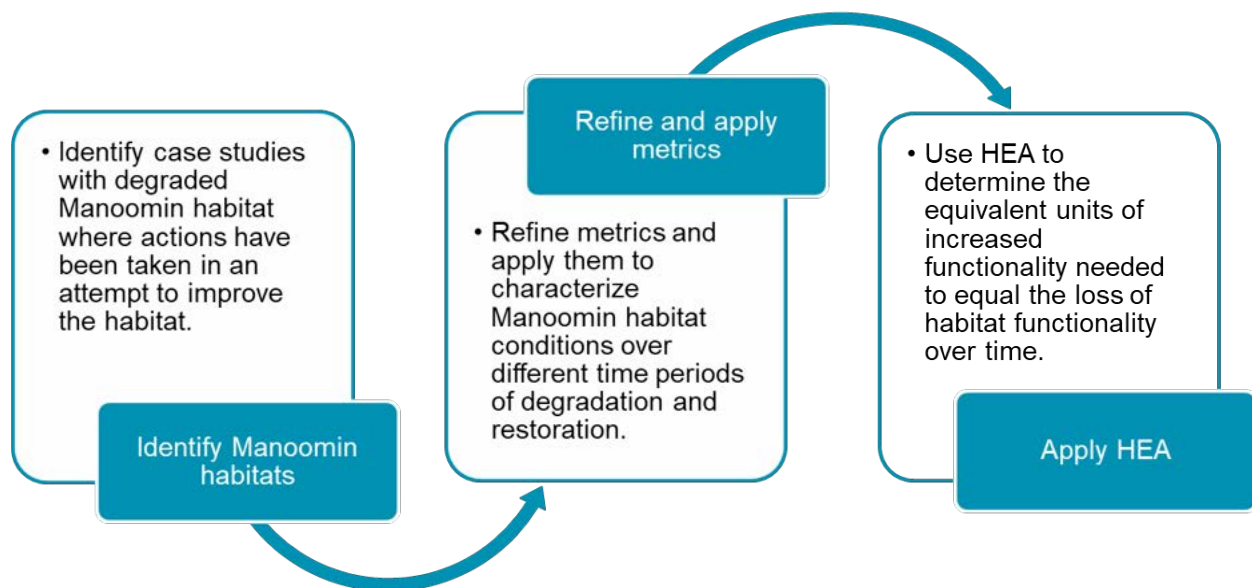 • Identify case studies
with degraded
Manoomin habitat
where actions have
been taken in an
attempt to improve
the habitat.
Identify Manoomin
habitats
Refine and apply
metrics
• Refine metrics and
apply them to
characterize
Manoomin habitat
conditions over
different time periods
of degradation and
restoration.
• Use HEA to
determine the
equivalent units of
increased
functionality needed
to equal the loss of
habitat functionality
over time.
Apply HEA